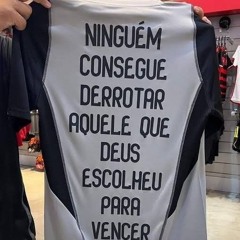 NINGUÉM
CONSEGUE
DERROTAR
AQUELE QUE
DEUS
ESCOLHEU
PARA
VENCER